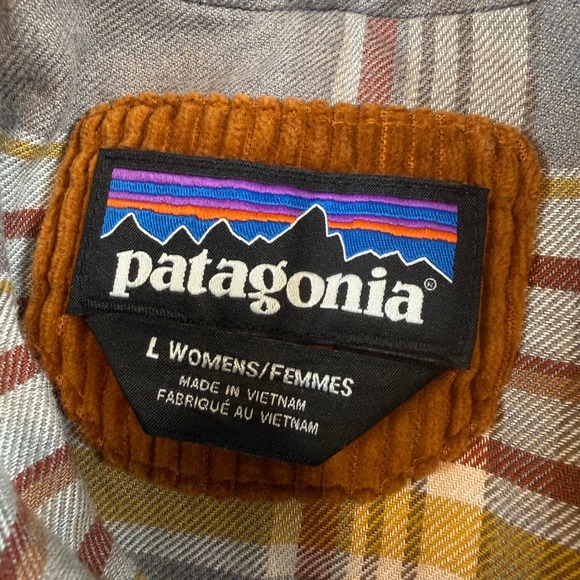 patagonia®
L WOMENS/FEMMES
MADE IN VIETNAM
FABRIQUÉ AU VIETNAM